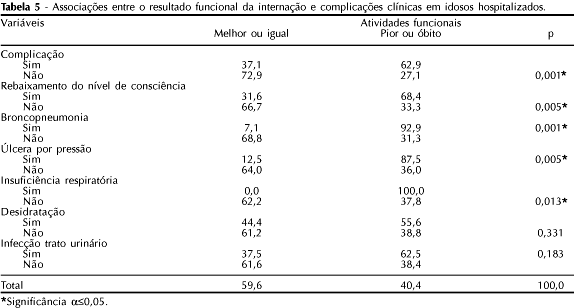 Tabela 5 - Associações entre o resultado funcional da internação e complicações clínicas em idosos hospitalizados.
Variáveis Atividades funcionais
Melhor ou igual Pior ou óbito p
Complicação
Sim 37,1 62,9
Não 72,9 27,1 0,001*
Rebaixamento do nível de consciência
Sim 31,6 68,4
Não 66,7 33,3 0,005*
Broncopneumonia
Sim 7,1 92,9 0,001*
Não 68,8 31,3
Úlcera por pressão
Sim 12,5 87,5 0,005*
Não 64,0 36,0
Insuficiência respiratória
Sim 0,0 100,0
Não 62,2 37,8 0,013*
Desidratação
Sim 44,4 55,6
Não 61,2 38,8 0,331
Infecção trato urinário
Sim 37,5 62,5 0,183
Não 61,6 38,4
Total 59,6 40,4 100,0
*Significância α≤0,05.